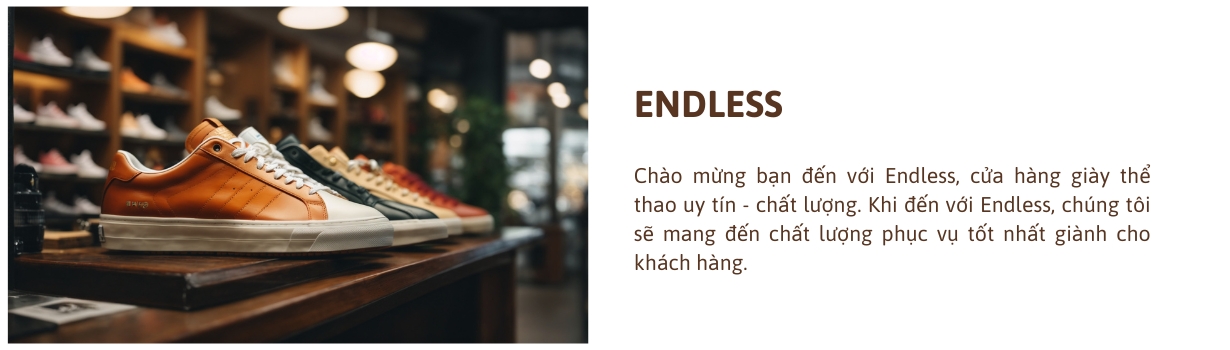 ENDLESS
Chào mừng bạn đến với Endless, cửa hàng giày thể
thao uy tín - chất lượng. Khi đến với Endless, chúng tôi
sẽ mang đến chất lượng phục vụ tốt nhất giành cho
khách hàng.